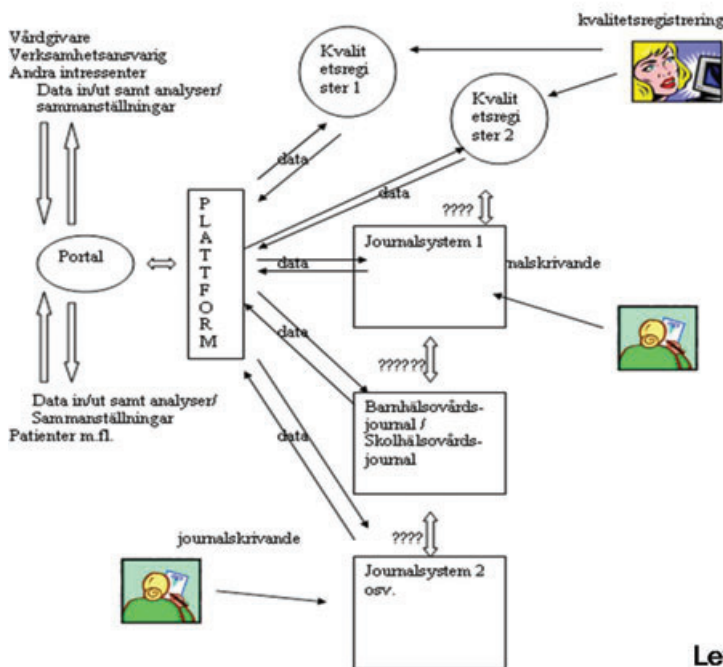 kvalitetsregistrering
Vårdgivare
Verksamhetsansvarig
Andra intressenter
Data in/ut samt analyser/
sammanställningar
Kvalit
etsregi
ster 1
Kvalit
etsregi
ster 2
data
data
????
PLATTFORM
Portal
Journalsystem 1
data
nalskrivande
data
??????
Data in/ut samt analyser/
Sammanställningar
Patienter m.fl.
Barnhälsovårds-
journal /
Skolhälsovårds-
journal
data
journalskrivande
????
Journalsystem 2
osv.
Le